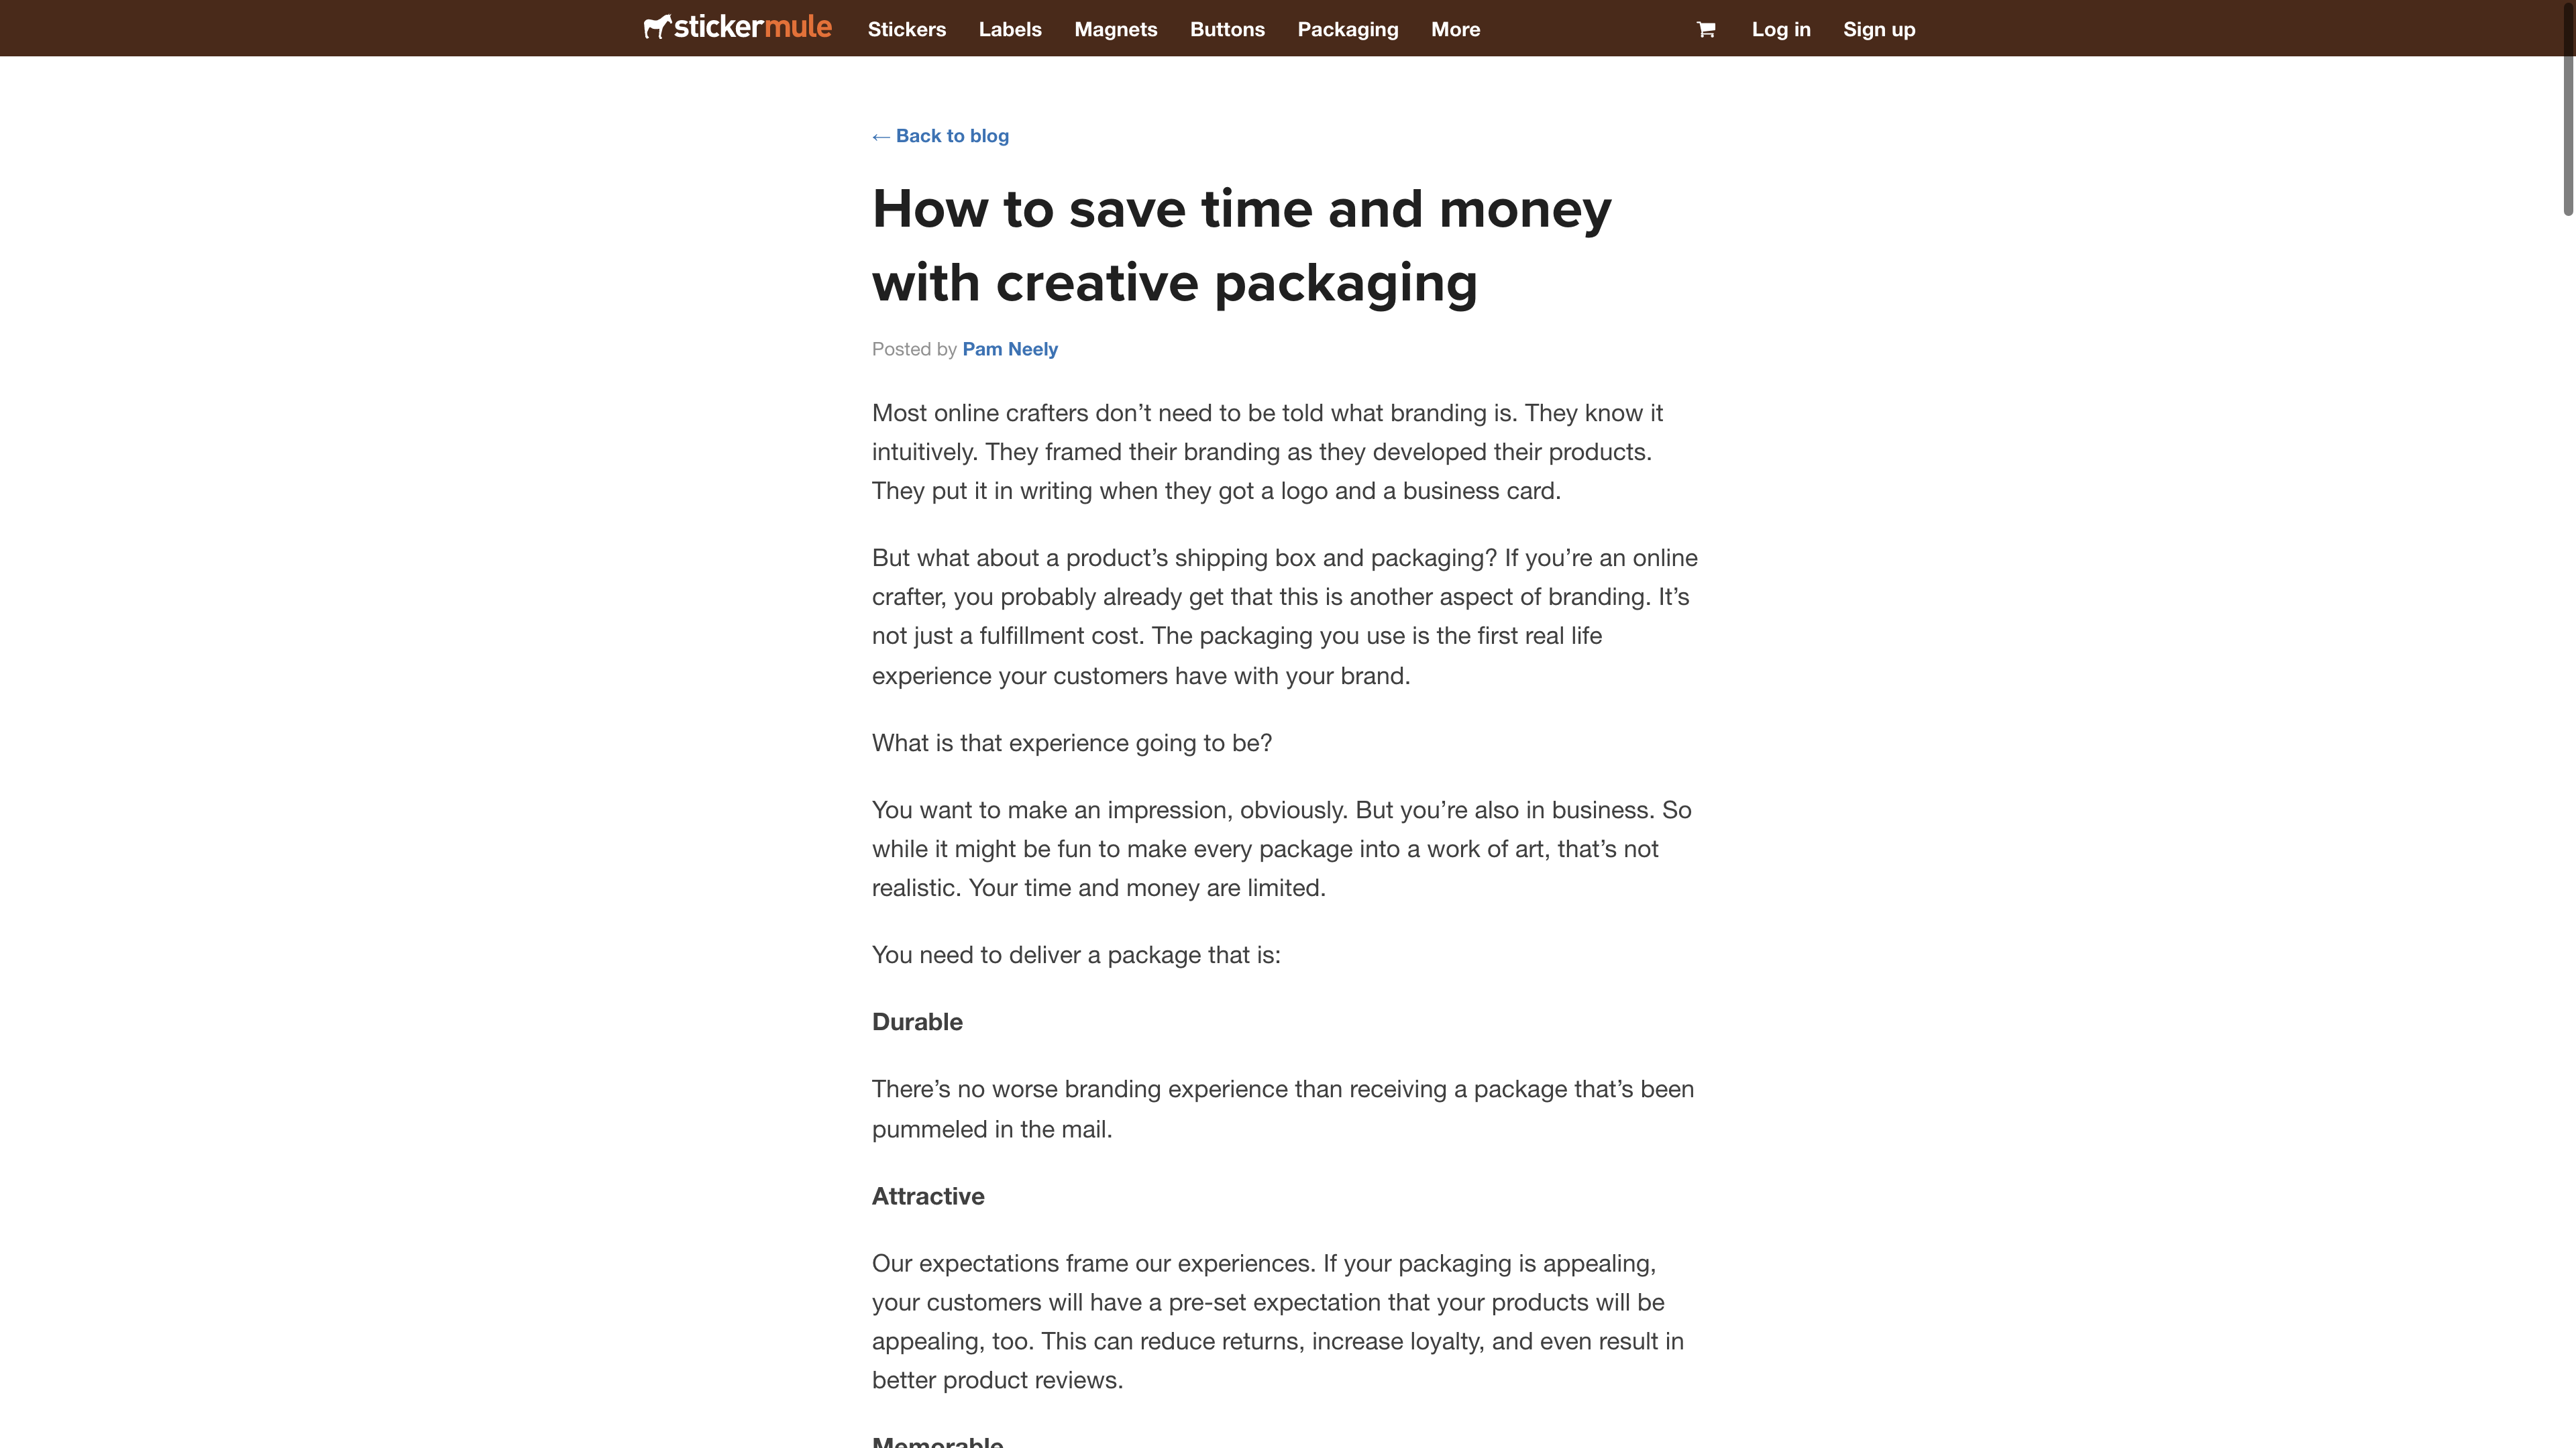 stickermule Stickers Labels Magnets Buttons Packaging More Log in Sign up
← Back to blog
How to save time and money
with creative packaging
Posted by Pam Neely
Most online crafters don’t need to be told what branding is. They know it
intuitively. They framed their branding as they developed their products.
They put it in writing when they got a logo and a business card.
But what about a product’s shipping box and packaging? If you’re an online
crafter, you probably already get that this is another aspect of branding. It’s
not just a fulfillment cost. The packaging you use is the first real life
experience your customers have with your brand.
What is that experience going to be?
You want to make an impression, obviously. But you’re also in business. So
while it might be fun to make every package into a work of art, that’s not
realistic. Your time and money are limited.
You need to deliver a package that is:
Durable
There’s no worse branding experience than receiving a package that’s been
pummeled in the mail.
Attractive
Our expectations frame our experiences. If your packaging is appealing,
your customers will have a pre-set expectation that your products will be
appealing, too. This can reduce returns, increase loyalty, and even result in
better product reviews.
Memorable